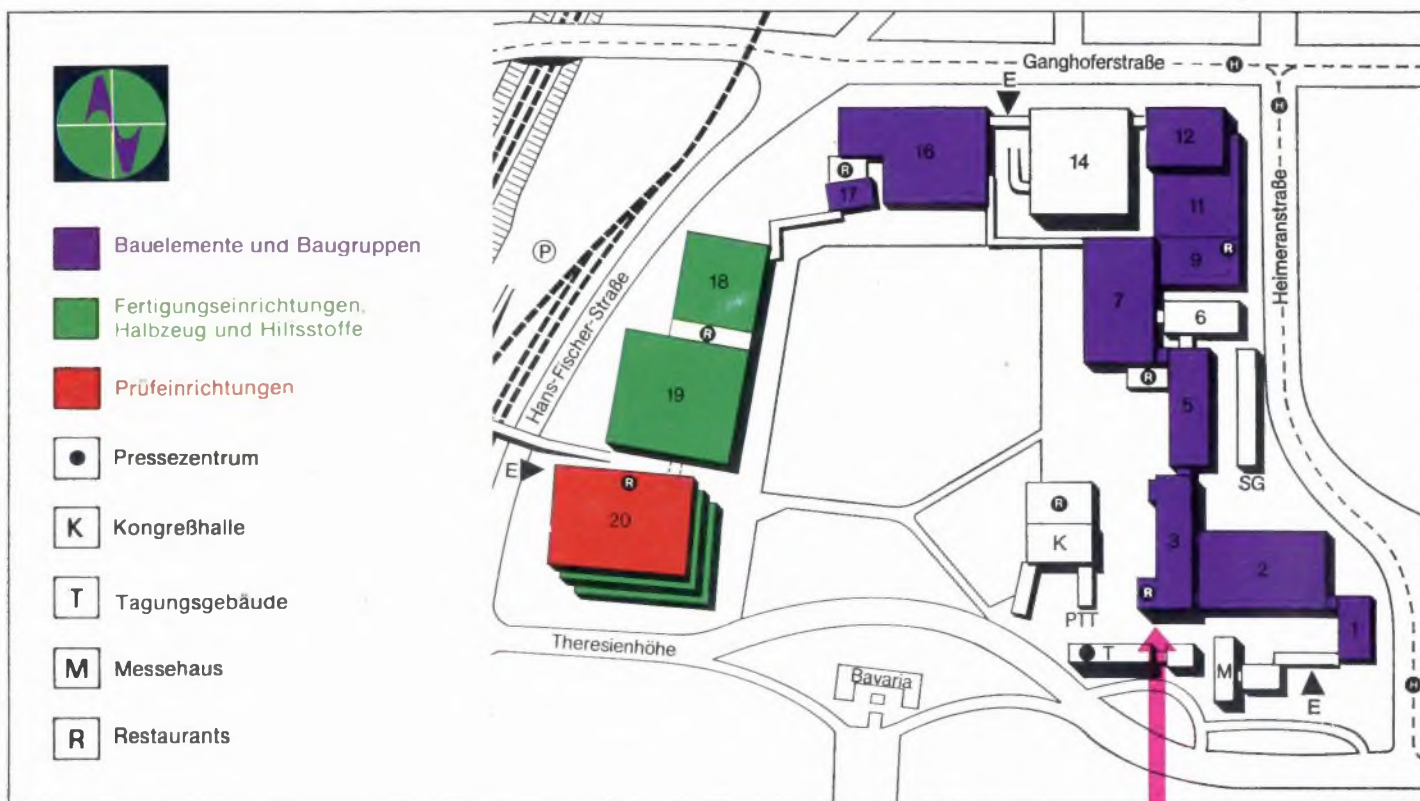 Bauelemente und Baugruppen
Fertigungseinrichtungen,
Halbzeug und Hilfsstoffe
Prüfeinrichtungen
Pressezentrum
K Kongreßhalle
T Tagungsgebäude
M Messehaus
R Restaurants
Ganghoferstraße
H
H
E
12
16
14
R
17
11
P
R
9
18
7
Heimeranstraße
6
R
Hans-Fischer-Straße
R
5
19
E
R
SG
20
R
3
K
2
R
PTT
1
Theresienhöhe
T
M
Bavaria
E
H